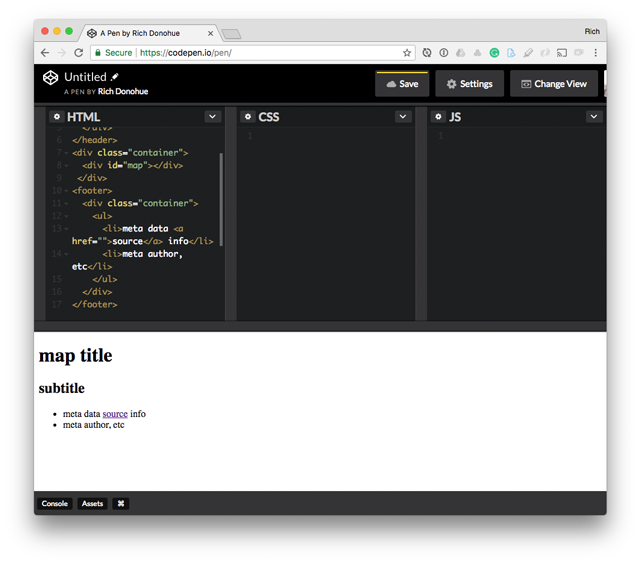 A Pen by Rich Donohue
Rich
Secure https://codepen.io/pen/
Untitled
A PEN BY Rich Donohue
Save
Settings
Change View
HTML
CSS
JS
5 </div>
6 </header>
7 <div class="container">
8 <div id="map"></div>
9 </div>
10 <footer>
11 <div class="container">
12 <ul>
13 <li>meta data <a
href="">source</a> info</li>
14 <li>meta author,
etc</li>
15 </ul>
16 </div>
17 </footer>
1
1
map title
subtitle
• meta data source info
• meta author, etc
Console
Assets
⌘